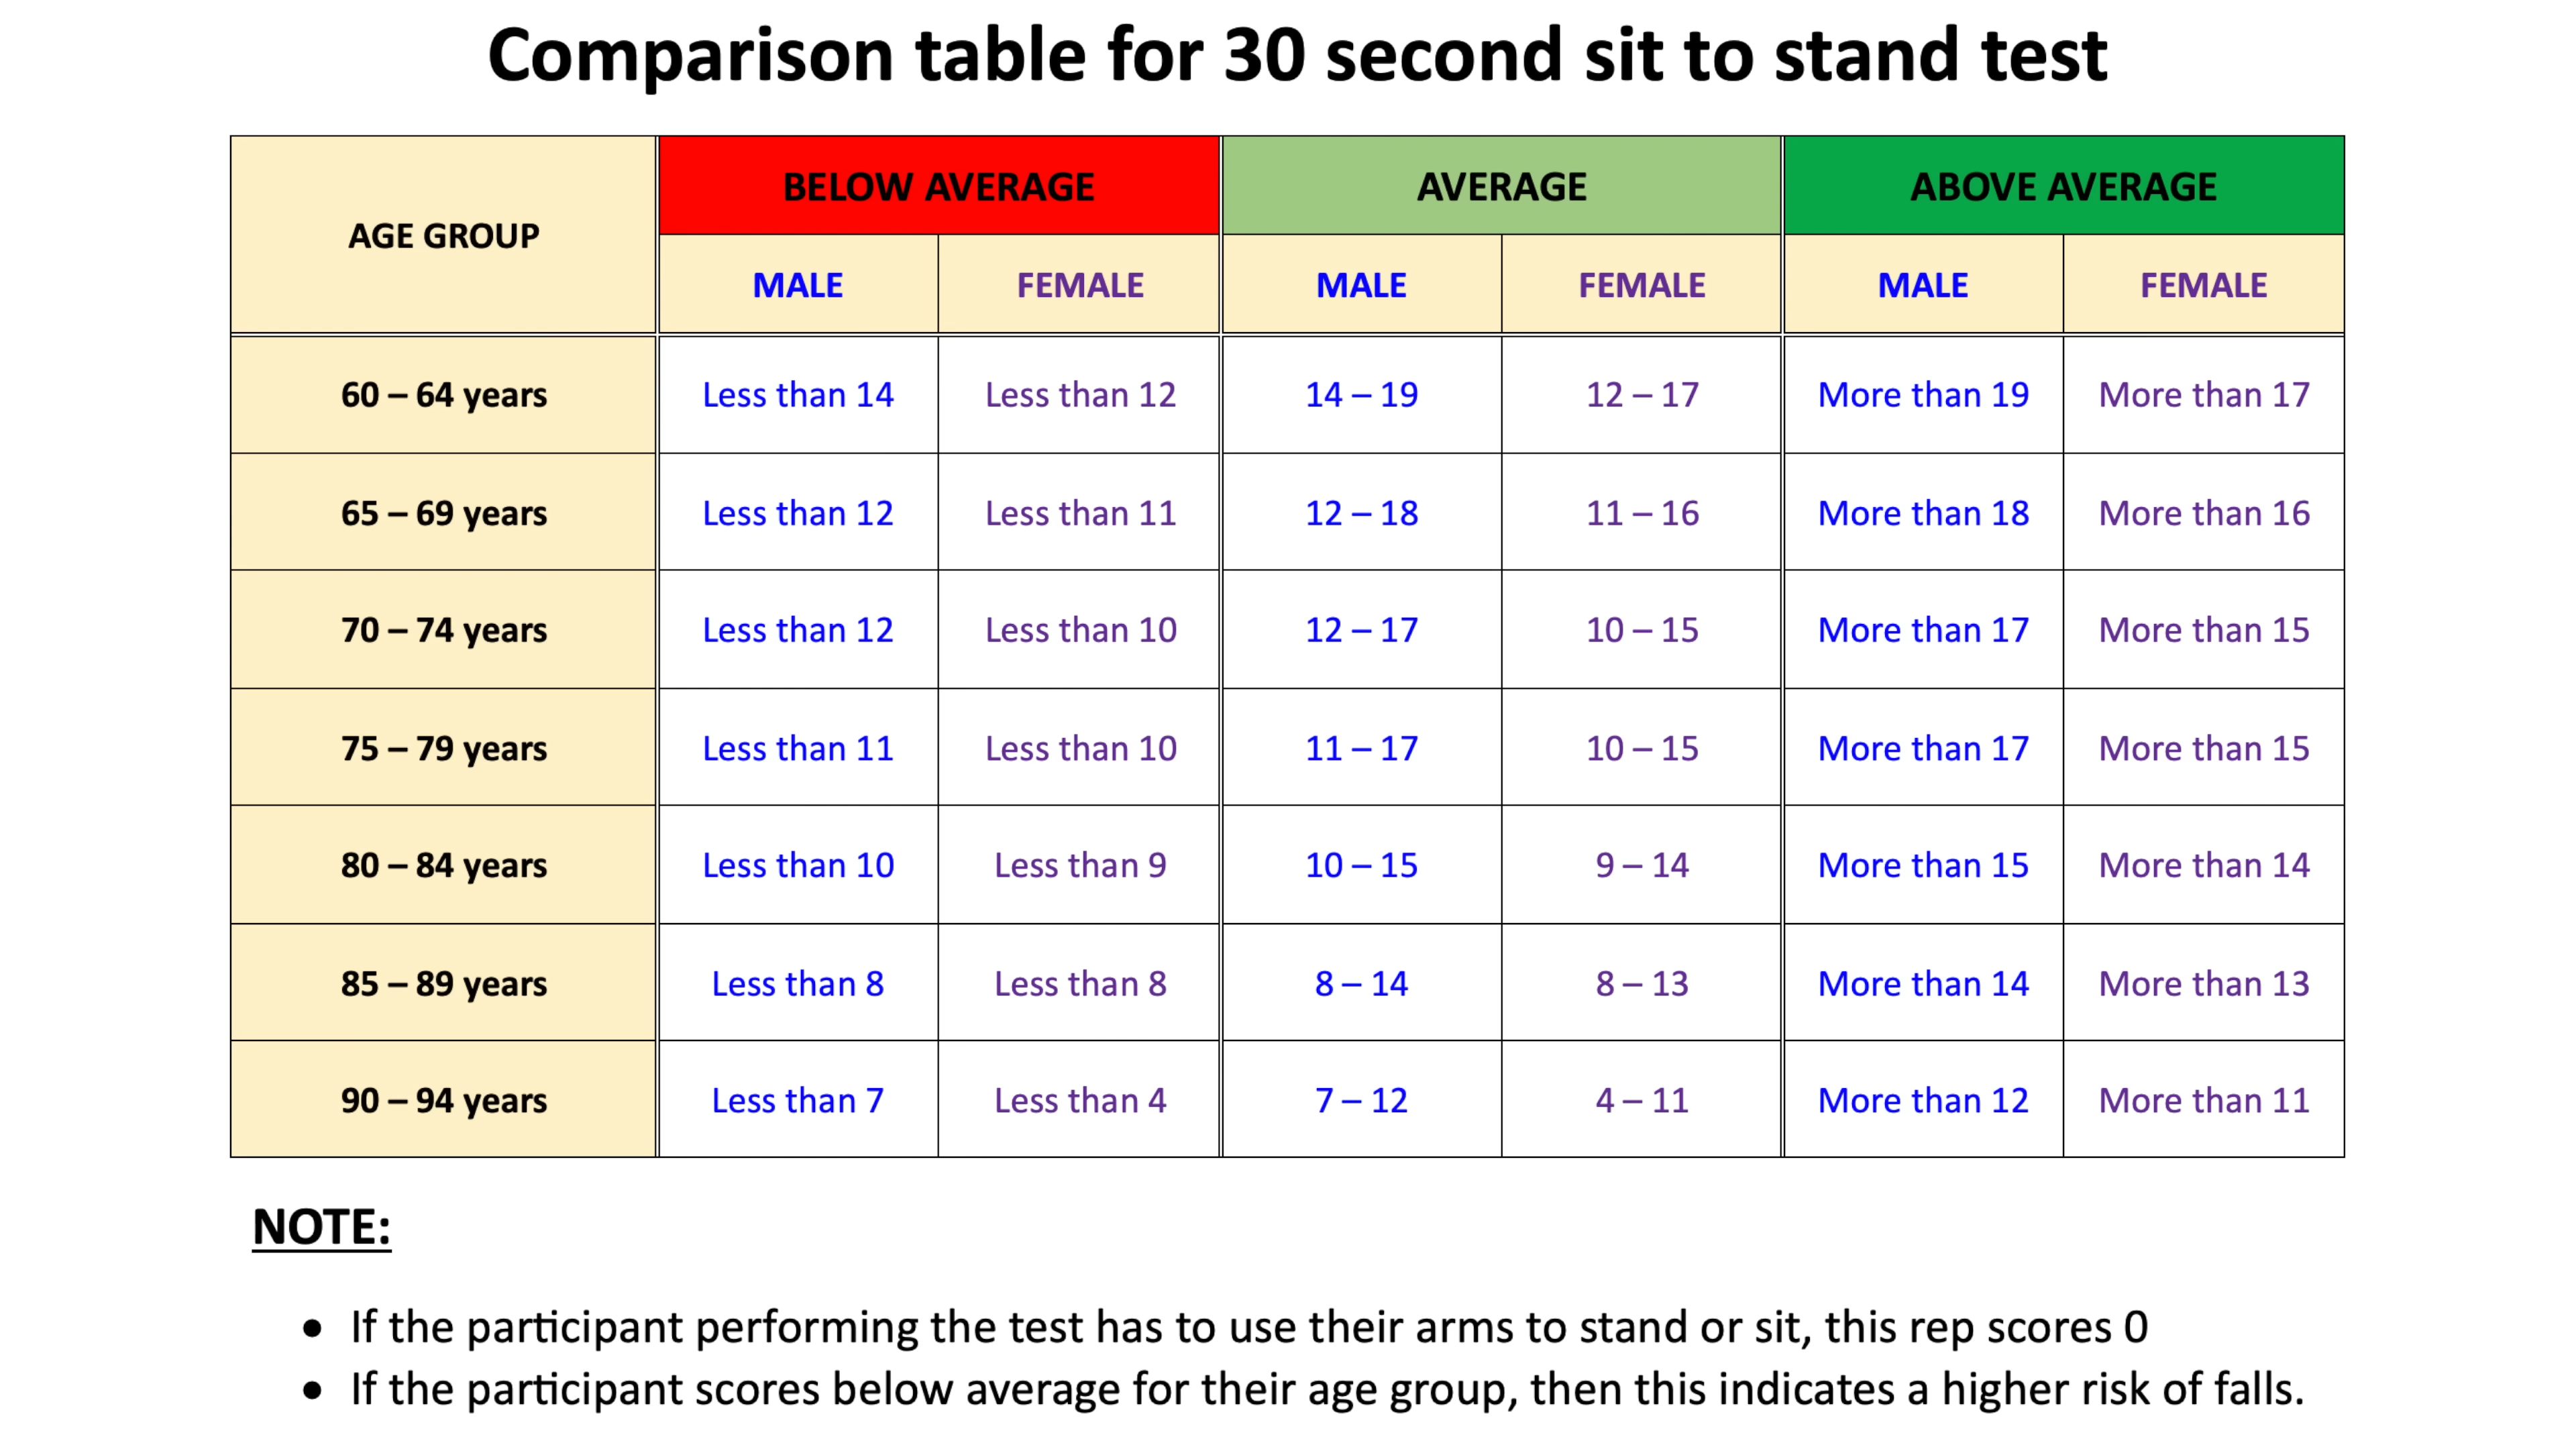 Comparison table for 30 second sit to stand test
AGE GROUP
BELOW AVERAGE AVERAGE ABOVE AVERAGE
MALE FEMALE MALE FEMALE MALE FEMALE
60 – 64 years Less than 14 Less than 12 14 – 19 12 – 17 More than 19 More than 17
65 – 69 years Less than 12 Less than 11 12 – 18 11 – 16 More than 18 More than 16
70 – 74 years Less than 12 Less than 10 12 – 17 10 – 15 More than 17 More than 15
75 – 79 years Less than 11 Less than 10 11 – 17 10 – 15 More than 17 More than 15
80 – 84 years Less than 10 Less than 9 10 – 15 9 – 14 More than 15 More than 14
85 – 89 years Less than 8 Less than 8 8 – 14 8 – 13 More than 14 More than 13
90 – 94 years Less than 7 Less than 4 7 – 12 4 – 11 More than 12 More than 11
NOTE:
• If the participant performing the test has to use their arms to stand or sit, this rep scores 0
• If the participant scores below average for their age group, then this indicates a higher risk of falls.